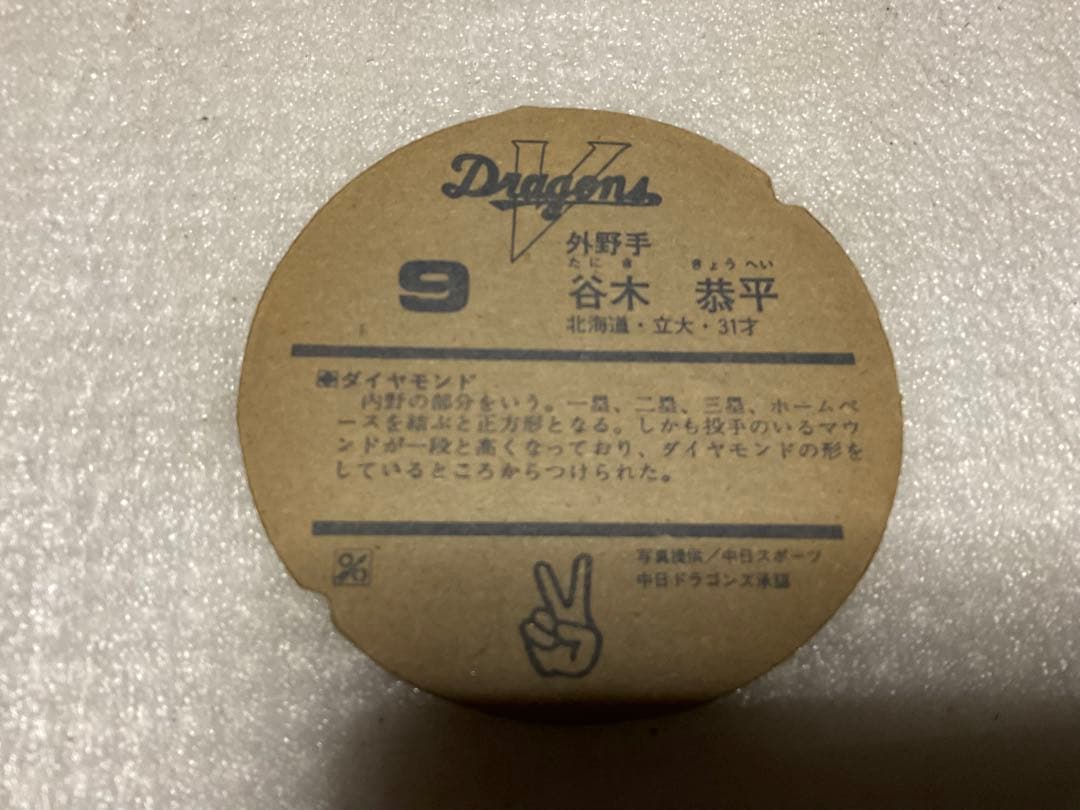 Dragons
V
外野手
9
たに き きょう へい
谷木 恭平
北海道・立大・31才
ダイヤモンド
内野の部分をいう。一塁、二塁、三塁、ホームベ
ースを結ぶと正方形となる。しかも投手のいるマウ
ンドが一段と高くなっており、ダイヤモンドの形を
しているところからつけられた。
写真提供/中日スポーツ
中日ドラゴンズ承認